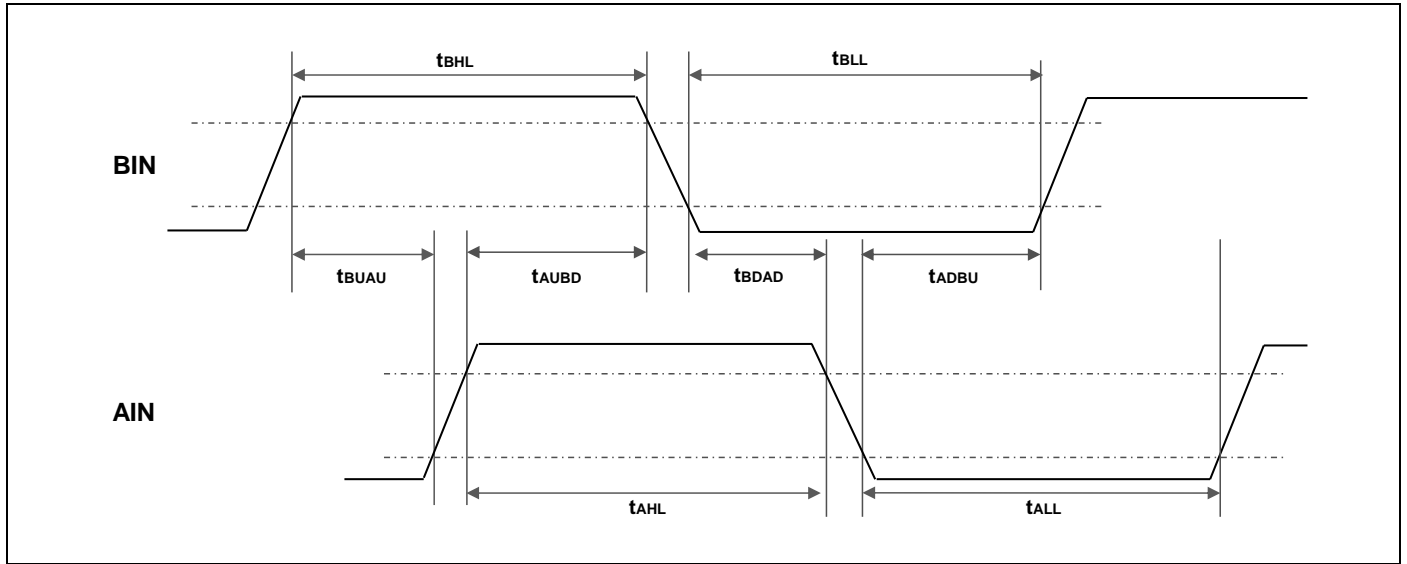 tBHL tBLL
BIN
tBUAU tAUBD tBDAD tADBU
AIN
tAHL tALL